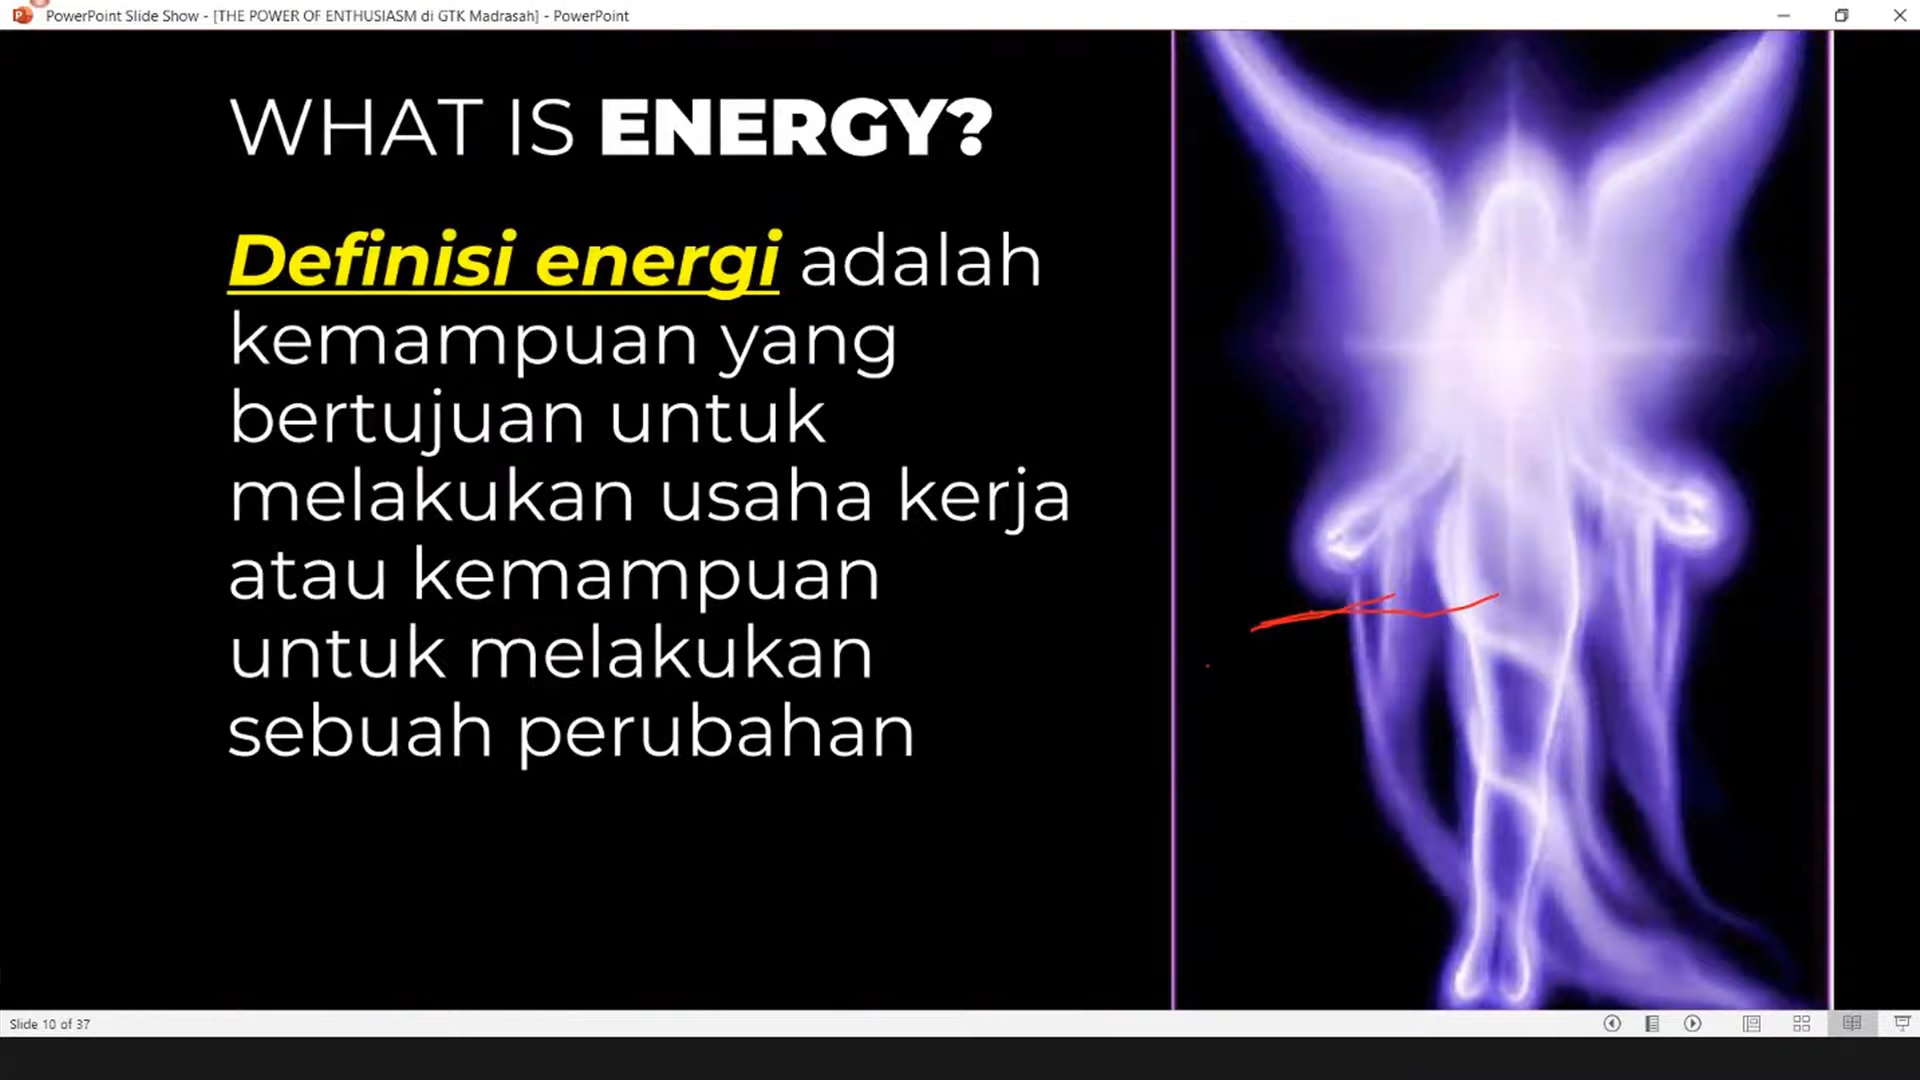 PowerPoint Slide Show - [THE POWER OF ENTHUSIASM di GTK Madrasah] - PowerPoint
WHAT IS ENERGY?
Definisi energi adalah
kemampuan yang
bertujuan untuk
melakukan usaha kerja
atau kemampuan
untuk melakukan
sebuah perubahan
Slide 10 of 37